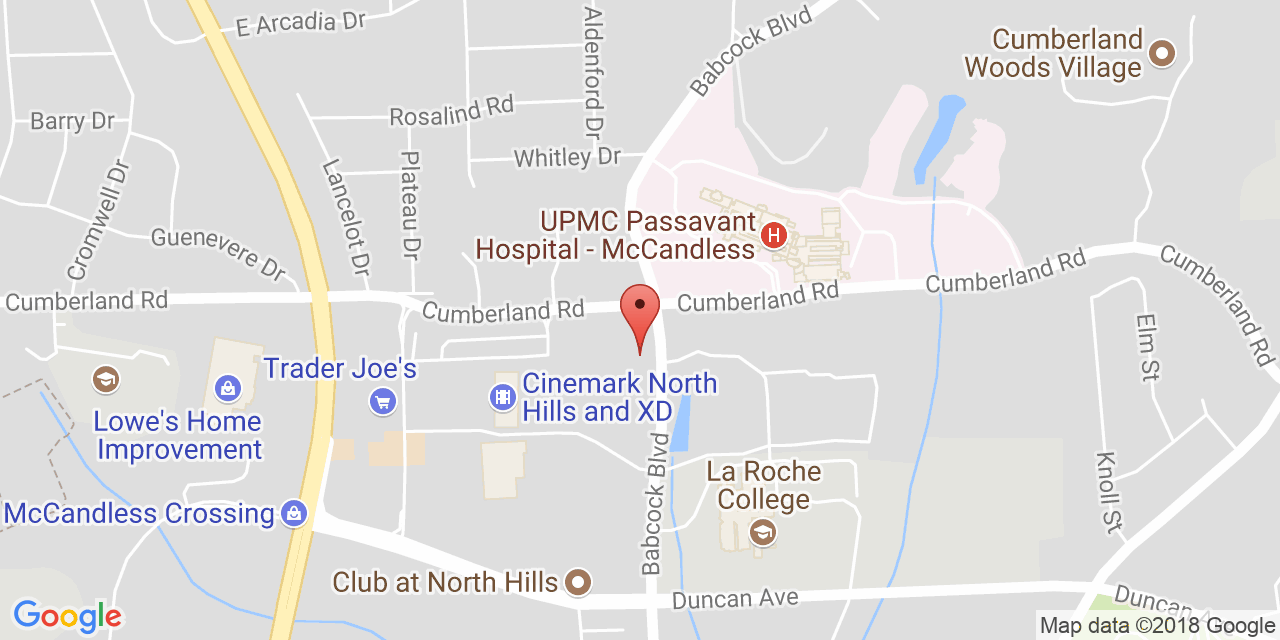 E Arcadia Dr
Aldenford Dr
Babcock Blvd
Cumberland
Woods Village
Barry Dr
Rosalind Rd
Whitley Dr
Cromwell Dr
Lancelot Dr
Plateau Dr
Guenevere Dr
UPMC Passavant
Hospital - McCandless
H
Cumberland Rd
Cumberland Rd
Cumberland Rd
Cumberland Rd
Cumberland Rd
Elm St
Trader Joe's
Cinemark North
Hills and XD
Lowe's Home
Improvement
Babcock Blvd
La Roche
College
Knoll St
McCandless Crossing
Club at North Hills
Duncan Ave
Duncan A
Google
Map data ©2018 Google